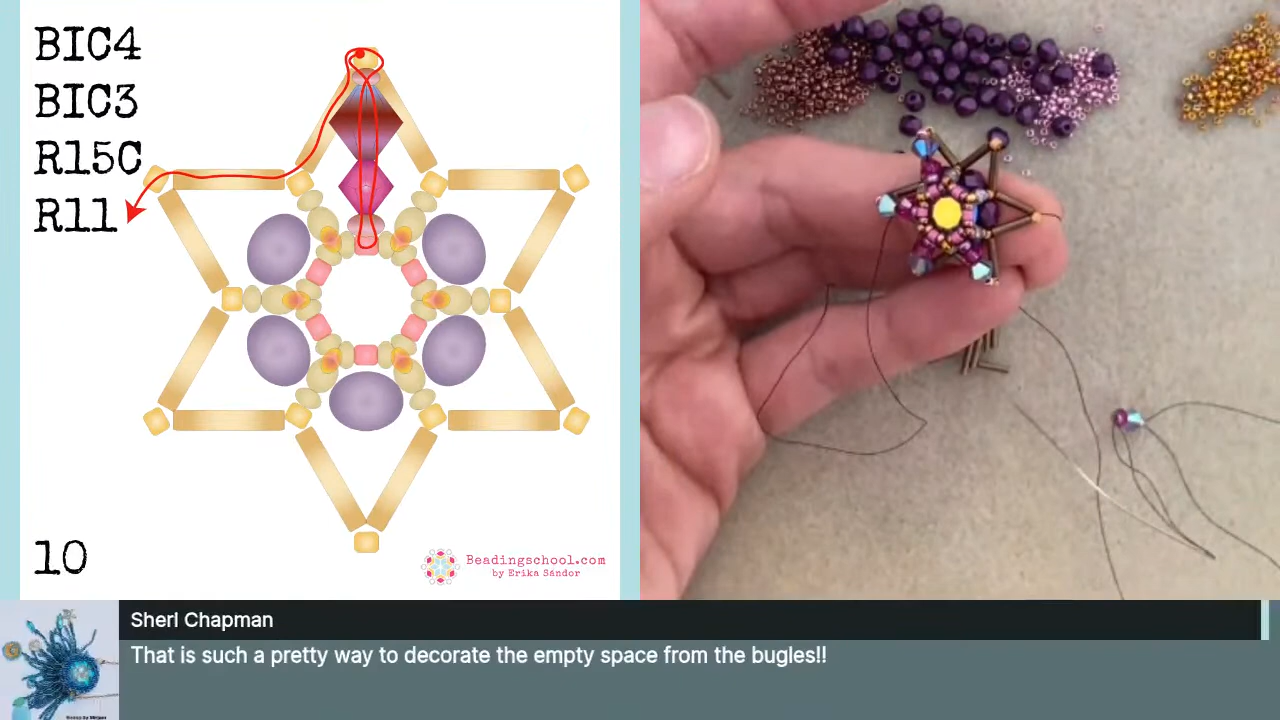 BIC4
BIC3
R15C
R11
10
Beadingschool.com
by Erika Sándor
Sherl Chapman
That is such a pretty way to decorate the empty space from the bugles!!